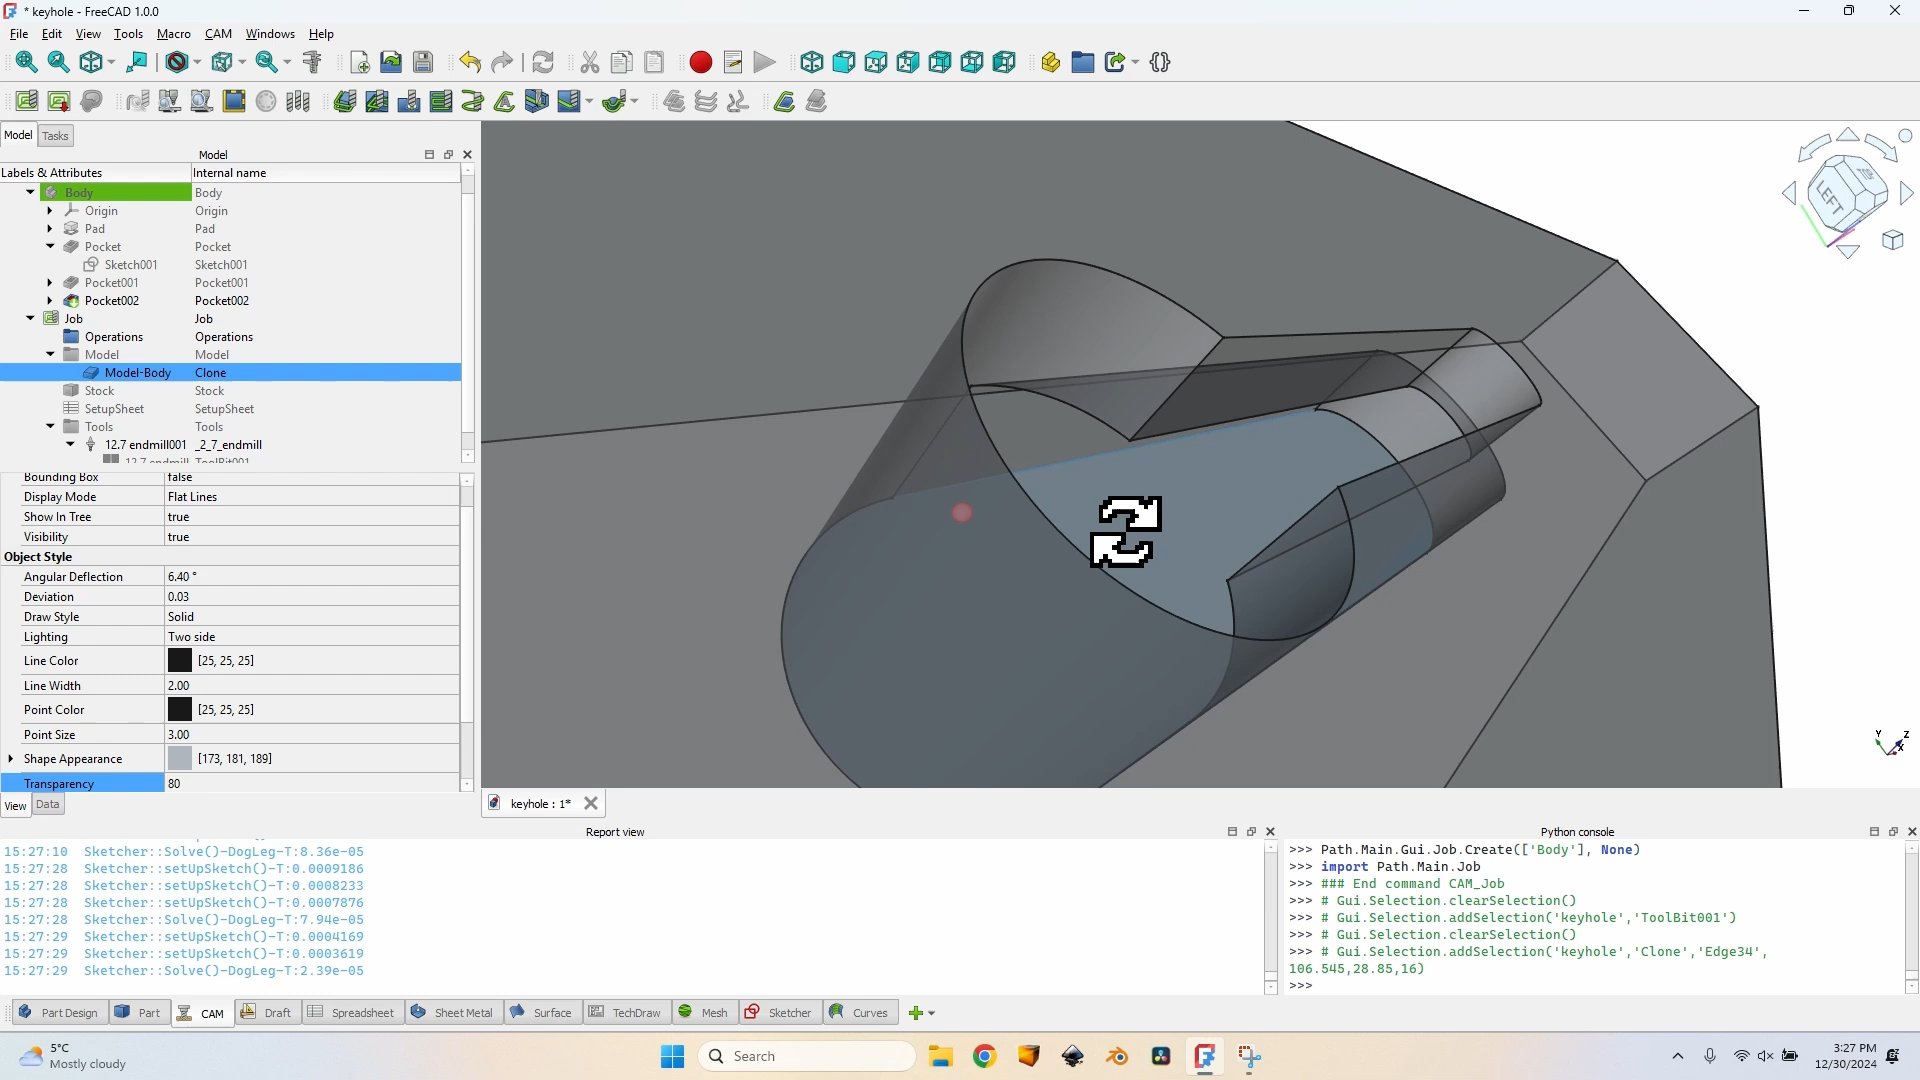 * keyhole - FreeCAD 1.0.0
File Edit View Tools Macro CAM Windows Help
Model Tasks
Model
Labels & Attributes Internal name
Body Body
Origin Origin
Pad Pad
Pocket Pocket
Sketch001 Sketch001
Pocket001 Pocket001
Pocket002 Pocket002
Job Job
Operations Operations
Model Model
Model-Body Clone
Stock Stock
SetupSheet SetupSheet
Tools Tools
12.7 endmill001 _2_7_endmill
12.7 endmill ToolBit001
Bounding Box false
Display Mode Flat Lines
Show In Tree true
Visibility true
Object Style
Angular Deflection 6.40 °
Deviation 0.03
Draw Style Solid
Lighting Two side
Line Color [25, 25, 25]
Line Width 2.00
Point Color [25, 25, 25]
Point Size 3.00
Shape Appearance [173, 181, 189]
Transparency 80
View Data
LEFT
Y Z
X
keyhole : 1*
Report view
15:27:10 Sketcher::Solve()-DogLeg-T:8.36e-05
15:27:28 Sketcher::setUpSketch()-T:0.0009186
15:27:28 Sketcher::setUpSketch()-T:0.0008233
15:27:28 Sketcher::setUpSketch()-T:0.0007876
15:27:28 Sketcher::Solve()-DogLeg-T:7.94e-05
15:27:29 Sketcher::setUpSketch()-T:0.0004169
15:27:29 Sketcher::setUpSketch()-T:0.0003619
15:27:29 Sketcher::Solve()-DogLeg-T:2.39e-05
Python console
>>> Path.Main.Gui.Job.Create(['Body'], None)
>>> import Path.Main.Job
>>> ### End command CAM_Job
>>> # Gui.Selection.clearSelection()
>>> # Gui.Selection.addSelection('keyhole','ToolBit001')
>>> # Gui.Selection.clearSelection()
>>> # Gui.Selection.addSelection('keyhole','Clone','Edge34',
106.545,28.85,16)
>>>
Part Design Part CAM Draft Spreadsheet Sheet Metal Surface TechDraw Mesh Sketcher Curves
5°C
Mostly cloudy
Search
3:27 PM
12/30/2024